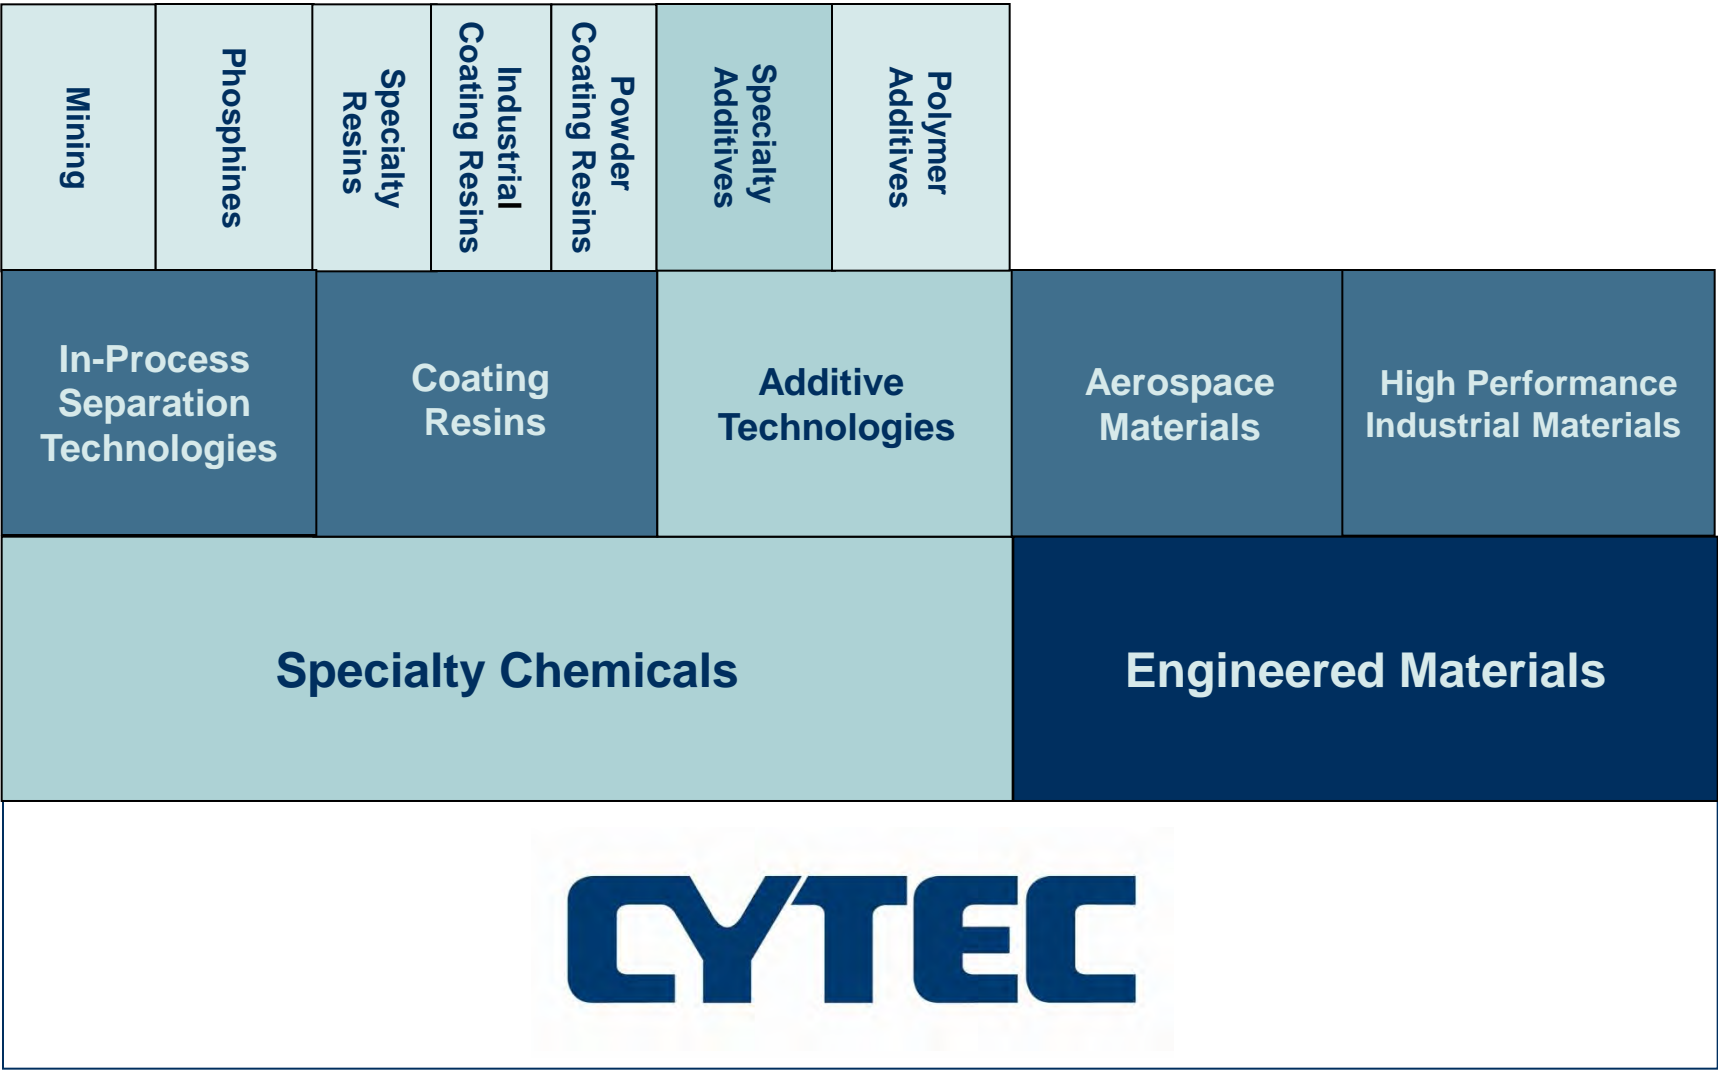 Mining
Phosphines
Specialty
Resins
Industrial
Coating Resins
Powder
Coating Resins
Specialty
Additives
Polymer
Additives
In-Process
Separation
Technologies
Coating
Resins
Additive
Technologies
Aerospace
Materials
High Performance
Industrial Materials
Specialty Chemicals
Engineered Materials
CYTEC